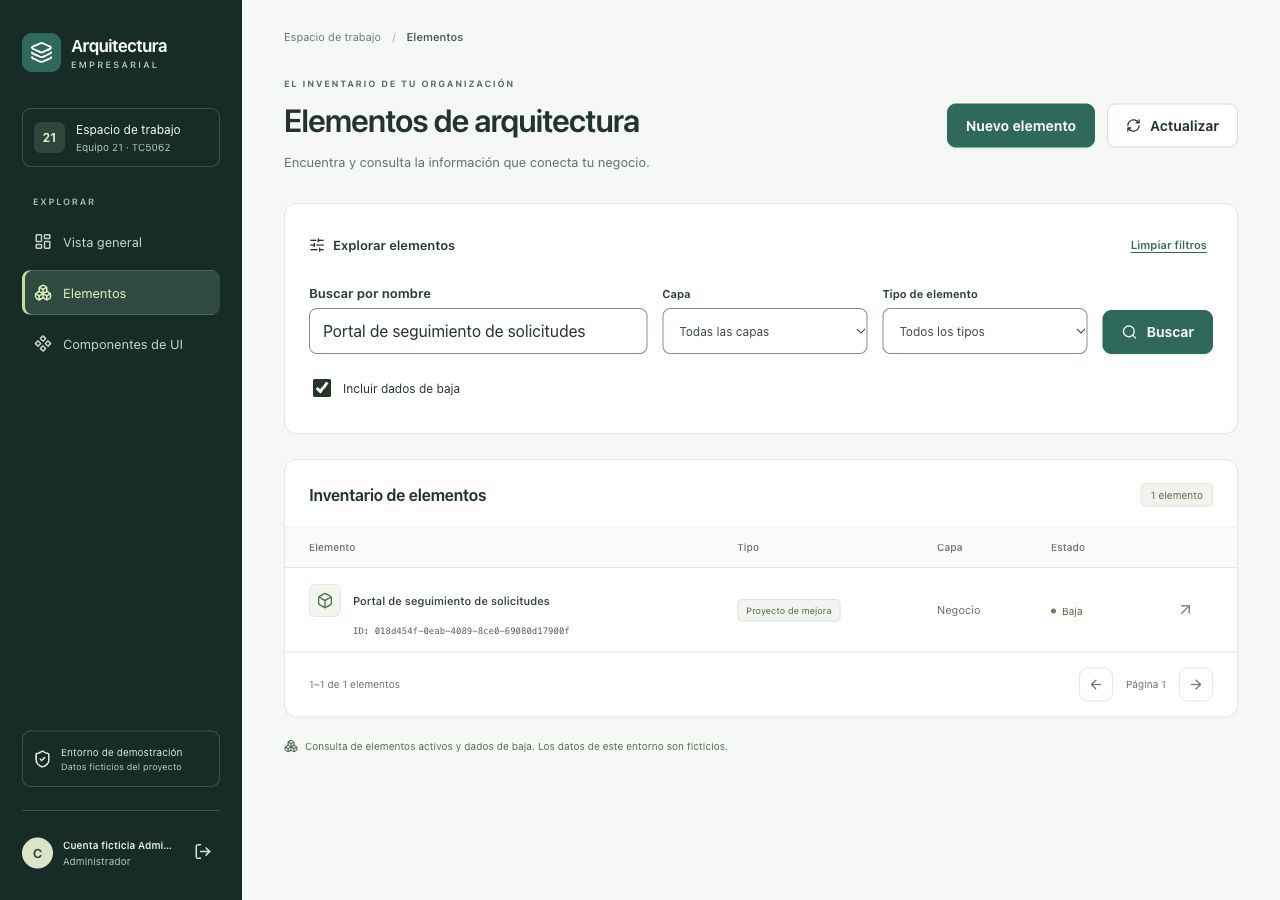 Arquitectura
EMPRESARIAL
21
Espacio de trabajo
Equipo 21 · TC5062
EXPLORAR
Vista general
Elementos
Componentes de UI
Entorno de demostración
Datos ficticios del proyecto
C
Cuenta ficticia Admi...
Administrador
Espacio de trabajo / Elementos
EL INVENTARIO DE TU ORGANIZACIÓN
Elementos de arquitectura
Encuentra y consulta la información que conecta tu negocio.
Nuevo elemento
Actualizar
Explorar elementos
Limpiar filtros
Buscar por nombre
Capa
Tipo de elemento
Portal de seguimiento de solicitudes
Todas las capas
Todos los tipos
Buscar
Incluir dados de baja
Inventario de elementos
1 elemento
Elemento Tipo Capa Estado
Portal de seguimiento de solicitudes
ID: 018d454f-0eab-4089-8ce0-69080d17900f
Proyecto de mejora
Negocio
Baja
1–1 de 1 elementos
Página 1
Consulta de elementos activos y dados de baja. Los datos de este entorno son ficticios.